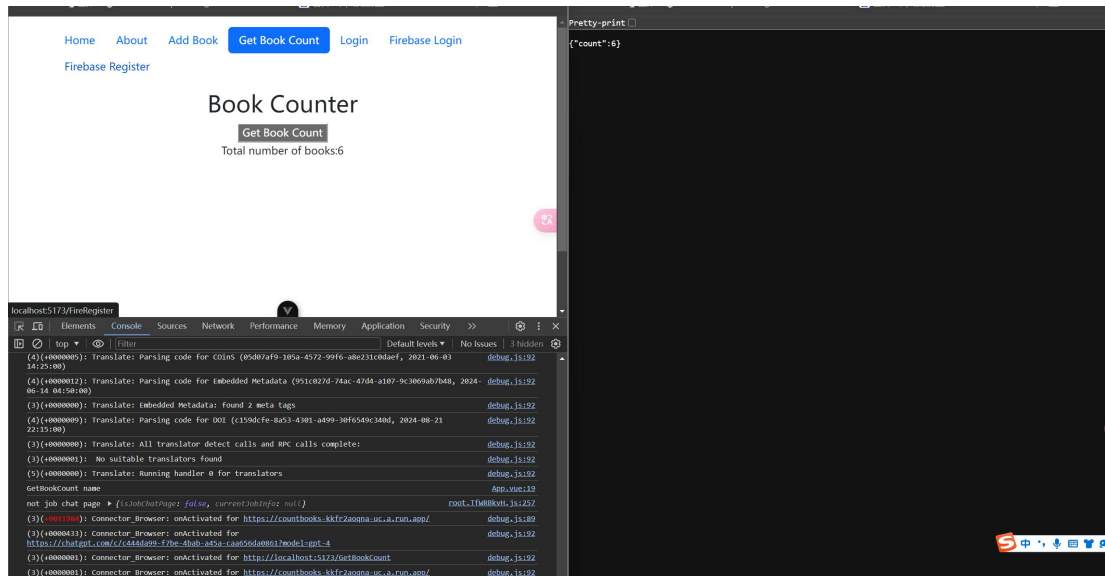 Home About Add Book Get Book Count Login Firebase Login
Firebase Register
Book Counter
Get Book Count
Total number of books:6
localhost:5173/FireRegister
Elements Console Sources Network Performance Memory Application Security
top Filter Default levels No Issues 3 hidden
(4)(+0000005): Translate: Parsing code for COinS (05d07af9-105a-4572-99f6-a8e231c0daef, 2021-06-03 debug.js:92
14:25:00)
(4)(+0000012): Translate: Parsing code for Embedded Metadata (951c027d-74ac-47d4-a107-9c3069ab7b48, 2024- debug.js:92
06-14 04:50:00)
(3)(+0000000): Translate: Embedded Metadata: found 2 meta tags debug.js:92
(4)(+0000009): Translate: Parsing code for DOI (c159dcfe-8a53-4301-a499-30f6549c340d, 2024-08-21 debug.js:92
22:15:00)
(3)(+0000000): Translate: All translator detect calls and RPC calls complete: debug.js:92
(3)(+0000001): No suitable translators found debug.js:92
(5)(+0000000): Translate: Running handler 0 for translators debug.js:92
GetBookCount name App.vue:19
not job chat page {isJobChatPage: false, currentJobInfo: null} root.IfWRBkvH.js:257
Connector_Browser: onActivated for https://countbooks-kkfr2aoqna-uc.a.run.app/ debug.js:89
(3)(+0000433): Connector_Browser: onActivated for debug.js:92
https://chatgpt.com/c/c444da99-f7be-4bab-a45a-caa656da0861?model=gpt-4
(3)(+0000001): Connector_Browser: onActivated for http://localhost:5173/GetBookCount debug.js:92
(3)(+0000001): Connector_Browser: onActivated for https://countbooks-kkfr2aoqna-uc.a.run.app/ debug.js:92
Pretty-print
{"count":6}
中